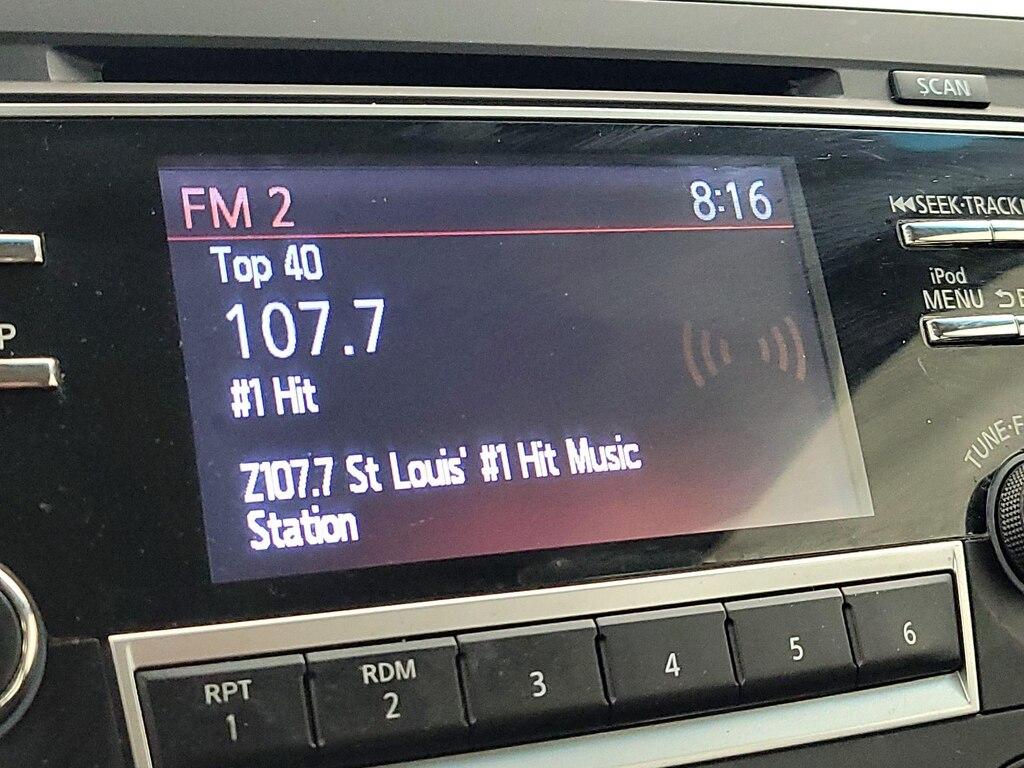 SCAN
FM 2 8:16
SEEK·TRACK
Top 40
107.7
iPod
MENU
#1 Hit
Z107.7 St Louis' #1 Hit Music
Station
RPT
1
RDM
2
3
4
5
6